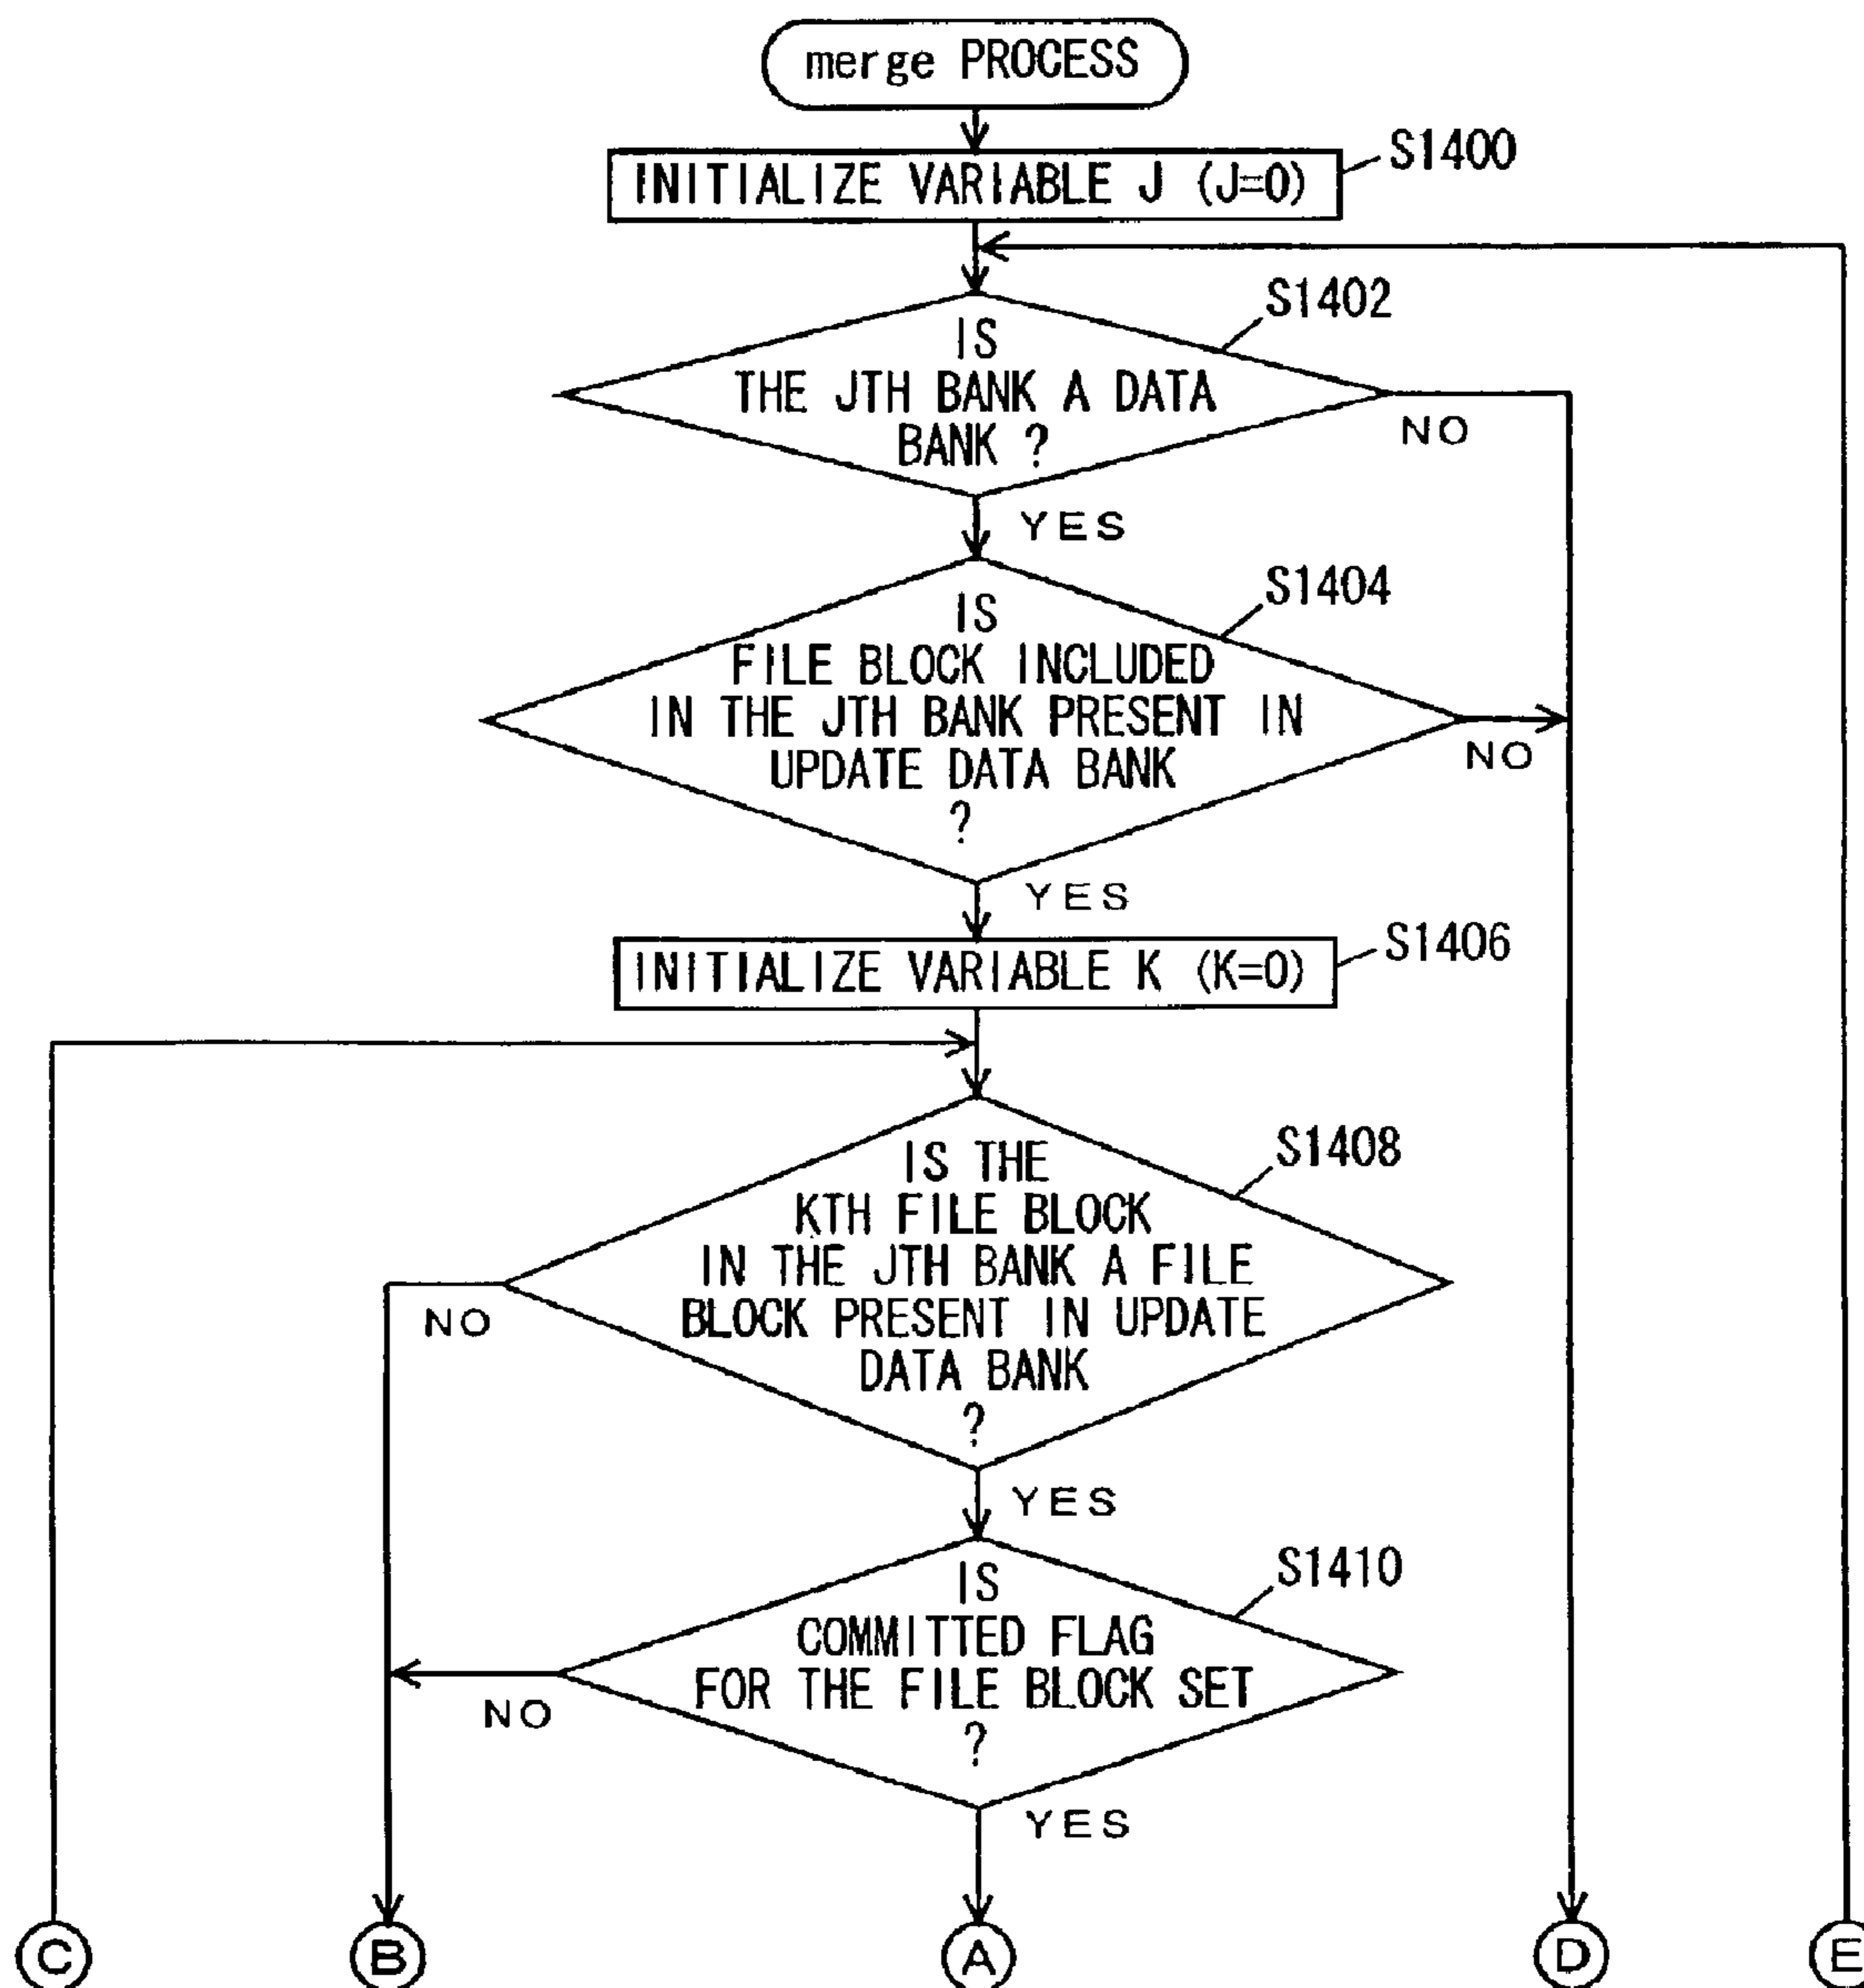 merge PROCESS
S1400
INITIALIZE VARIABLE J (J=0)
S1402
IS
THE JTH BANK A DATA
BANK ?
NO
YES
S1404
IS
FILE BLOCK INCLUDED
IN THE JTH BANK PRESENT IN
UPDATE DATA BANK
?
NO
YES
S1406
INITIALIZE VARIABLE K (K=0)
S1408
IS THE
KTH FILE BLOCK
IN THE JTH BANK A FILE
BLOCK PRESENT IN UPDATE
DATA BANK
?
NO
YES
S1410
IS
COMMITTED FLAG
FOR THE FILE BLOCK SET
?
NO
YES
C
B
A
D
E